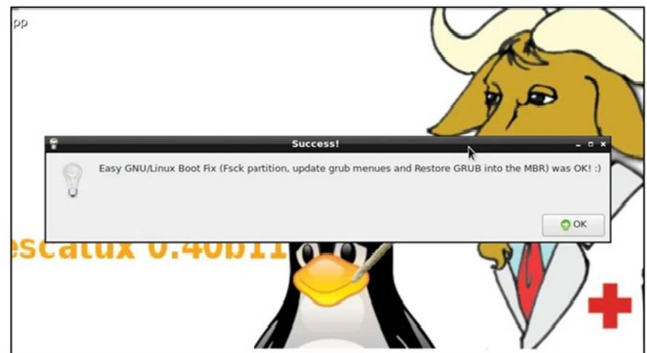 pp
Success!
Easy GNU/Linux Boot Fix (Fsck partition, update grub menues and Restore GRUB into the MBR) was OK! :)
OK
escatux 0.40b11